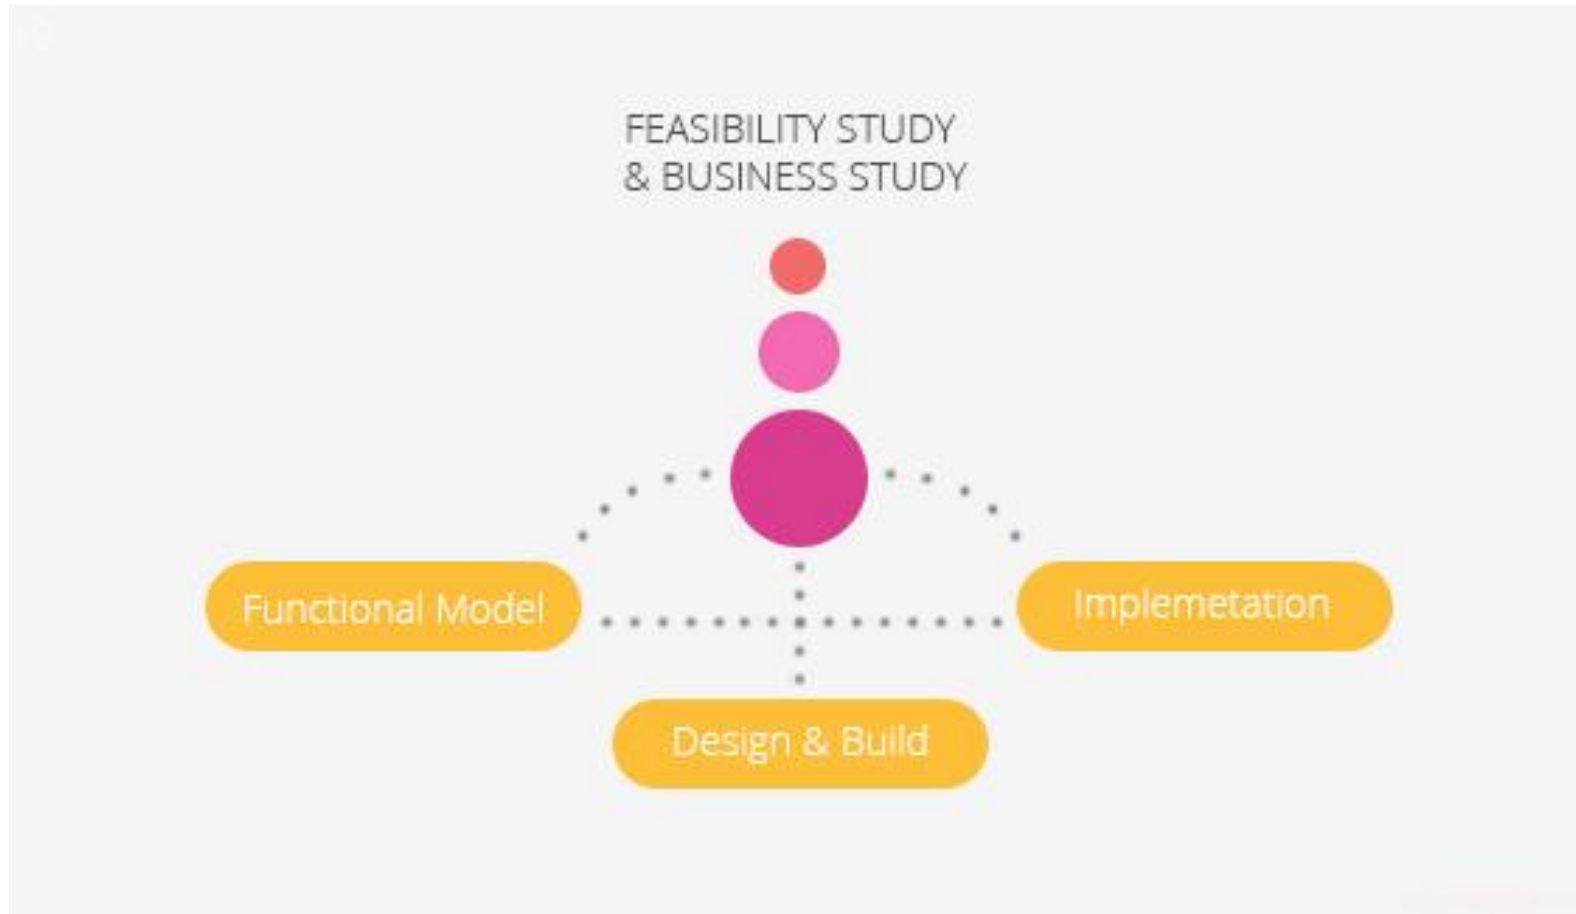 FEASIBILITY STUDY
& BUSINESS STUDY
Functional Model
Implemetation
Design & Build